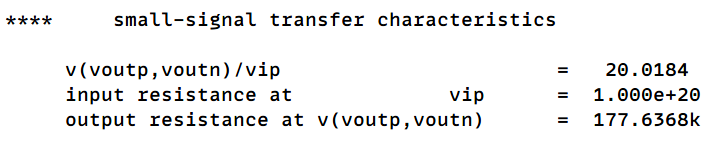 **** small-signal transfer characteristics
v(voutp,voutn)/vip = 20.0184
input resistance at vip = 1.000e+20
output resistance at v(voutp,voutn) = 177.6368k